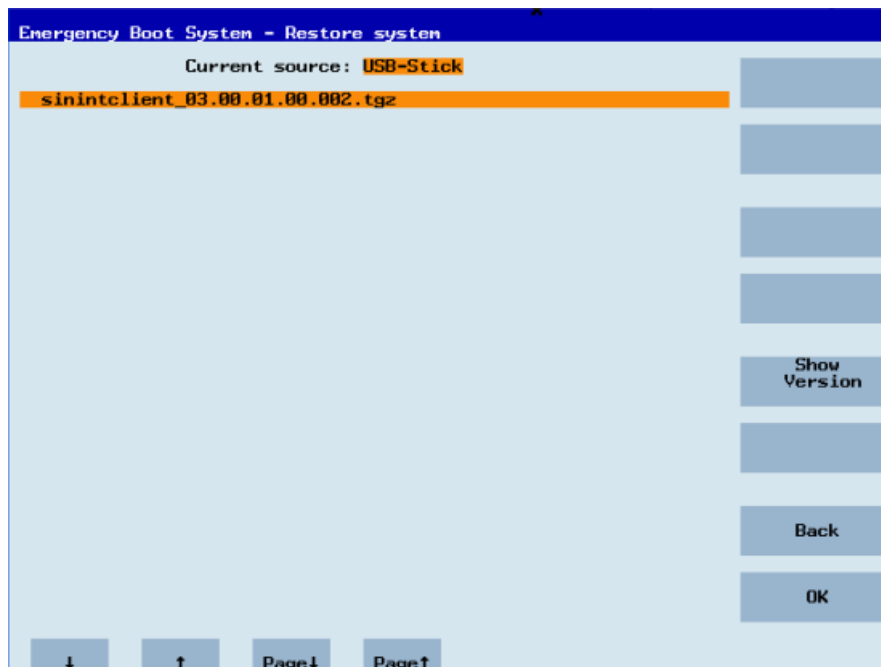 Emergency Boot System - Restore system
Current source: USB-Stick
sinintclient_03.00.01.00.002.tgz
Show
Version
Back
OK
↓ ↑ Page↓ Page↑